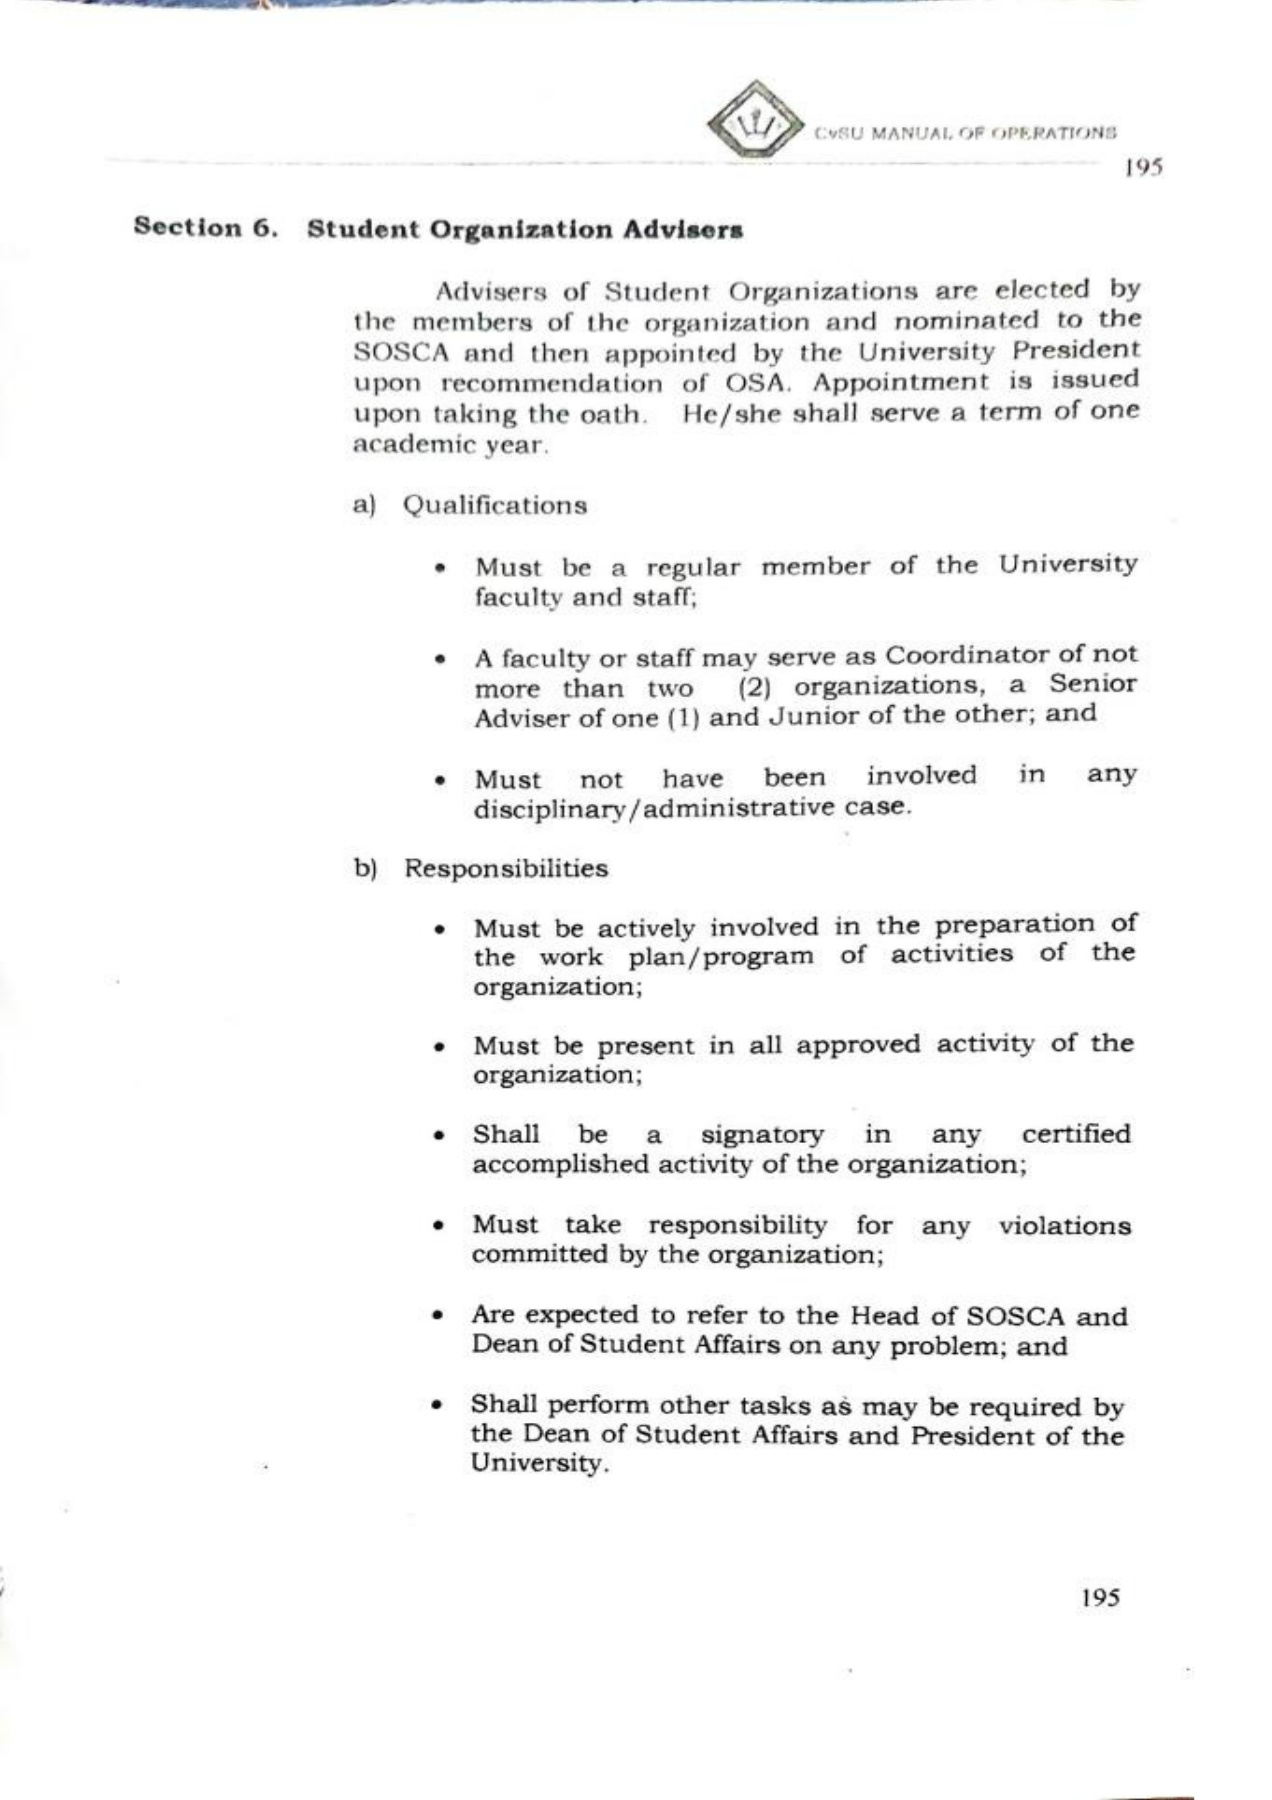 CvSU MANUAL OF OPERATIONS
195
Section 6. Student Organization Advisers
Advisers of Student Organizations are elected by
the members of the organization and nominated to the
SOSCA and then appointed by the University President
upon recommendation of OSA. Appointment is issued
upon taking the oath. He/she shall serve a term of one
academic year.
a) Qualifications
• Must be a regular member of the University
faculty and staff;
• A faculty or staff may serve as Coordinator of not
more than two (2) organizations, a Senior
Adviser of one (1) and Junior of the other; and
• Must not have been involved in any
disciplinary/administrative case.
b) Responsibilities
• Must be actively involved in the preparation of
the work plan/program of activities of the
organization;
• Must be present in all approved activity of the
organization;
• Shall be a signatory in any certified
accomplished activity of the organization;
• Must take responsibility for any violations
committed by the organization;
• Are expected to refer to the Head of SOSCA and
Dean of Student Affairs on any problem; and
• Shall perform other tasks as may be required by
the Dean of Student Affairs and President of the
University.
195